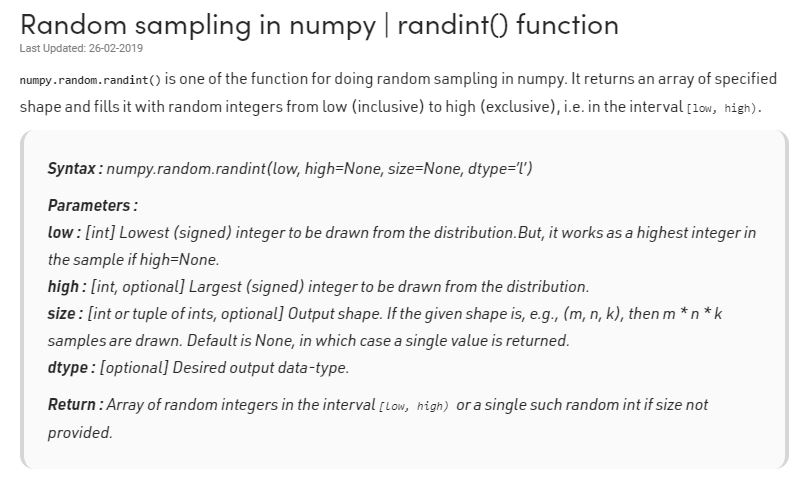 Random sampling in numpy | randint() function
Last Updated: 26-02-2019
numpy.random.randint() is one of the function for doing random sampling in numpy. It returns an array of specified
shape and fills it with random integers from low (inclusive) to high (exclusive), i.e. in the interval [low, high).
Syntax : numpy.random.randint(low, high=None, size=None, dtype='l')
Parameters :
low : [int] Lowest (signed) integer to be drawn from the distribution.But, it works as a highest integer in
the sample if high=None.
high : [int, optional] Largest (signed) integer to be drawn from the distribution.
size : [int or tuple of ints, optional] Output shape. If the given shape is, e.g., (m, n, k), then m * n * k
samples are drawn. Default is None, in which case a single value is returned.
dtype : [optional] Desired output data-type.
Return : Array of random integers in the interval [low, high) or a single such random int if size not
provided.